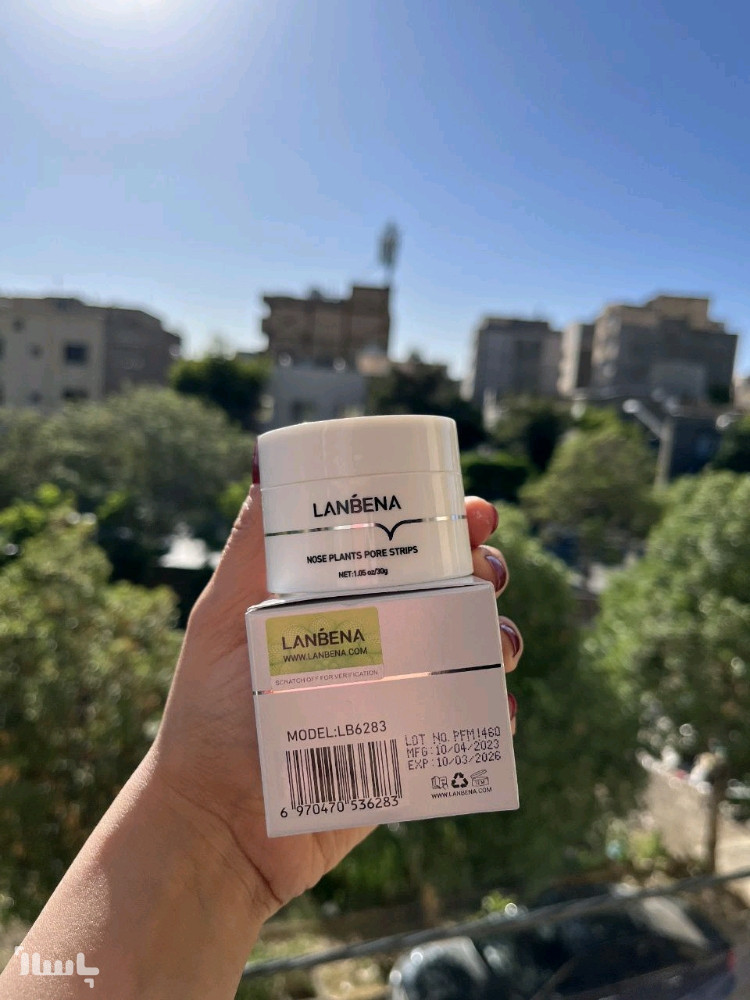 LANBENA
NOSE PLANTS PORE STRIPS
NET:1.05 oz/30g
LANBENA
WWW.LANBENA.COM
SCRATCH OFF FOR VERIFICATION
MODEL:LB6283
LOT NO.PFM1460
MFG:10/04/2023
EXP:10/03/2026
6 970470 536283
WWW.LANBENA.COM
باسلا